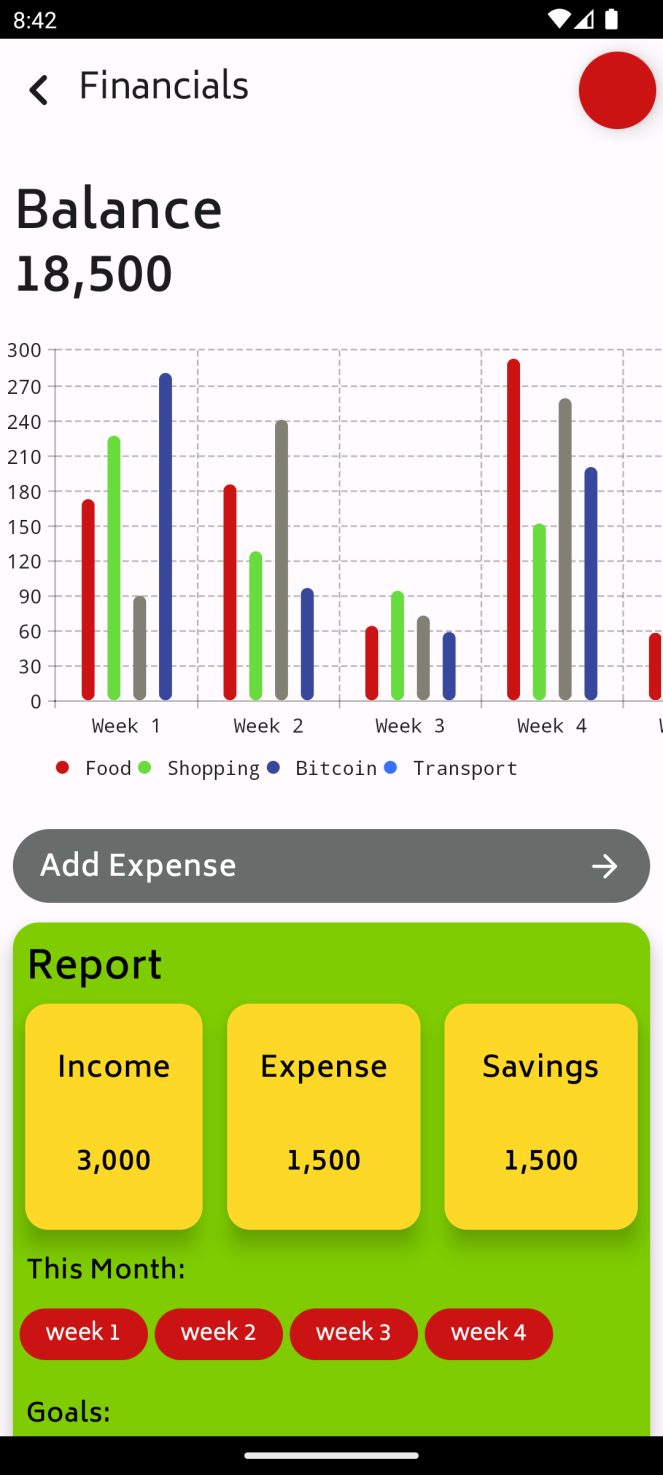 8:42
Financials
Balance
18,500
300
270
240
210
180
150
120
90
60
30
0
Week 1 Week 2 Week 3 Week 4
Food Shopping Bitcoin Transport
Add Expense
Report
Income Expense Savings
3,000 1,500 1,500
This Month:
week 1 week 2 week 3 week 4
Goals: